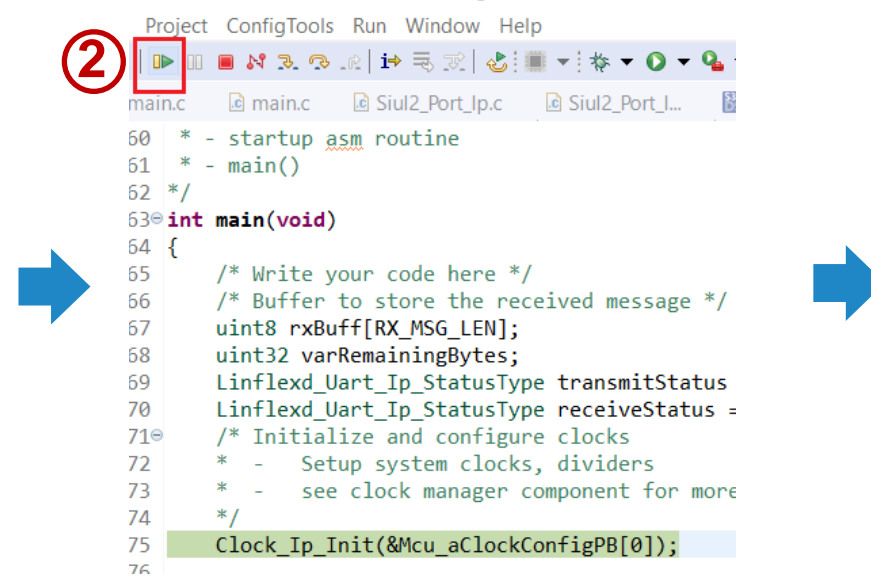 Project ConfigTools Run Window Help
2
main.c main.c Siul2_Port_Ip.c Siul2_Port_I...
60 * - startup asm routine
61 * - main()
62 */
63 int main(void)
64 {
65 /* Write your code here */
66 /* Buffer to store the received message */
67 uint8 rxBuff[RX_MSG_LEN];
68 uint32 varRemainingBytes;
69 Linflexd_Uart_Ip_StatusType transmitStatus
70 Linflexd_Uart_Ip_StatusType receiveStatus =
71 /* Initialize and configure clocks
72 * - Setup system clocks, dividers
73 * - see clock manager component for more
74 */
75 Clock_Ip_Init(&Mcu_aClockConfigPB[0]);
76